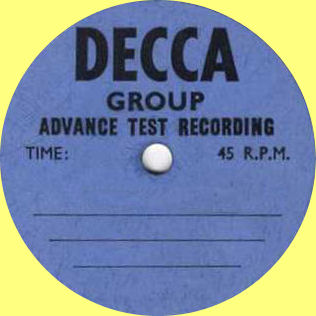 DECCA
GROUP
ADVANCE TEST RECORDING
TIME: 45 R.P.M.